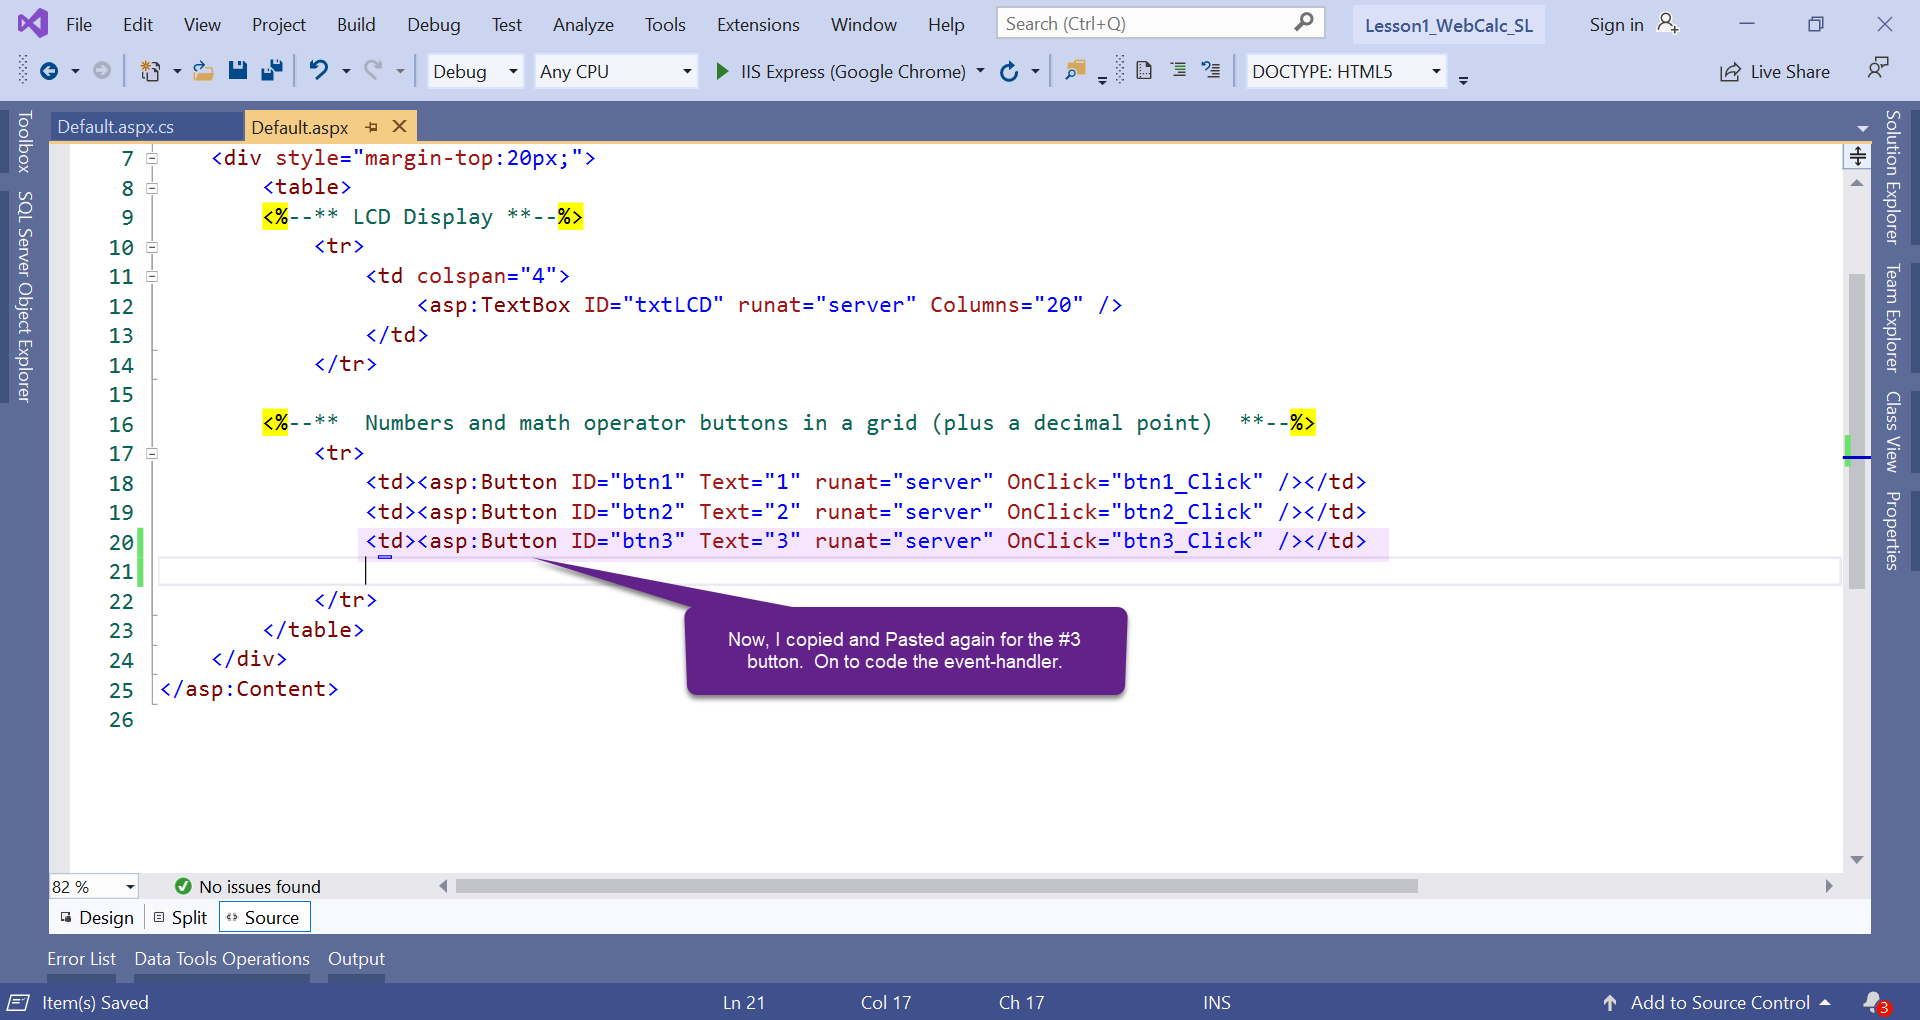 File Edit View Project Build Debug Test Analyze Tools Extensions Window Help Search (Ctrl+Q) Lesson1_WebCalc_SL Sign in
Debug Any CPU IIS Express (Google Chrome) DOCTYPE: HTML5 Live Share
Toolbox
SQL Server Object Explorer
Default.aspx.cs Default.aspx
7 <div style="margin-top:20px;">
8 <table>
9 <%--** LCD Display **--%>
10 <tr>
11 <td colspan="4">
12 <asp:TextBox ID="txtLCD" runat="server" Columns="20" />
13 </td>
14 </tr>
15
16 <%--**  Numbers and math operator buttons in a grid (plus a decimal point)  **--%>
17 <tr>
18 <td><asp:Button ID="btn1" Text="1" runat="server" OnClick="btn1_Click" /></td>
19 <td><asp:Button ID="btn2" Text="2" runat="server" OnClick="btn2_Click" /></td>
20 <td><asp:Button ID="btn3" Text="3" runat="server" OnClick="btn3_Click" /></td>
21
22 </tr>
23 </table>
24 </div>
25 </asp:Content>
26
Now, I copied and Pasted again for the #3
button.  On to code the event-handler.
Solution Explorer
Team Explorer
Class View
Properties
82 % No issues found
Design Split Source
Error List Data Tools Operations Output
Item(s) Saved Ln 21 Col 17 Ch 17 INS Add to Source Control 3